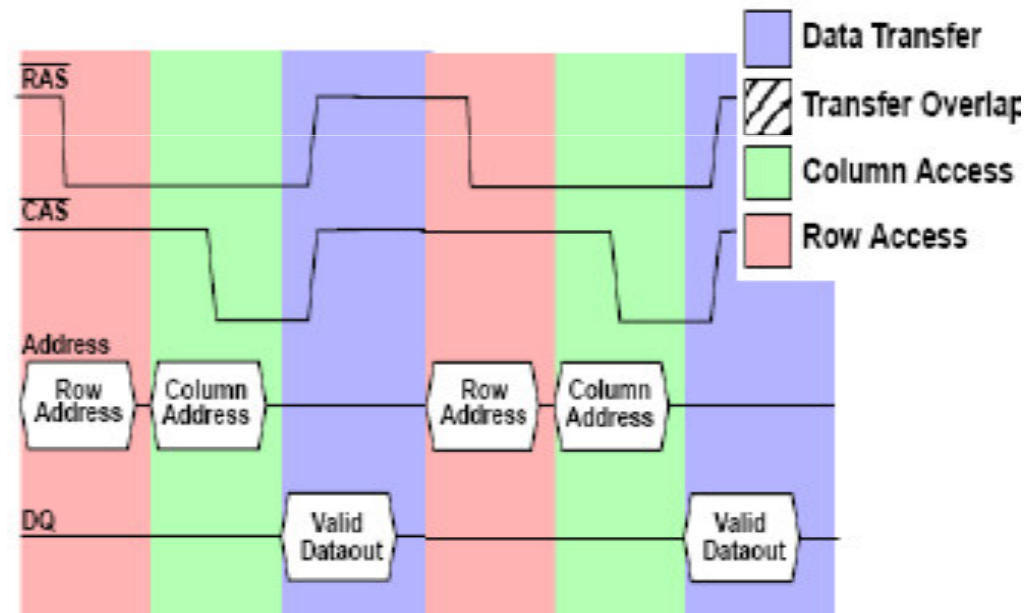 Data Transfer
Transfer Overlap
Column Access
Row Access
RAS
CAS
Address
Row
Address
Column
Address
Row
Address
Column
Address
DQ
Valid
Dataout
Valid
Dataout